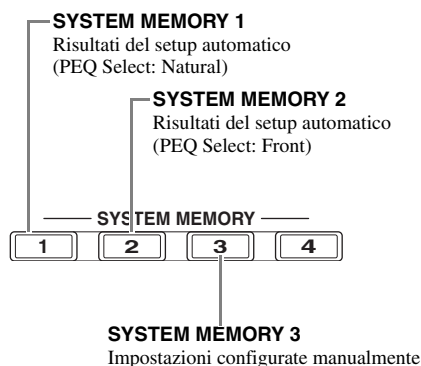 SYSTEM MEMORY 1
Risultati del setup automatico
(PEQ Select: Natural)
SYSTEM MEMORY 2
Risultati del setup automatico
(PEQ Select: Front)
SYSTEM MEMORY
1 2 3 4
SYSTEM MEMORY 3
Impostazioni configurate manualmente